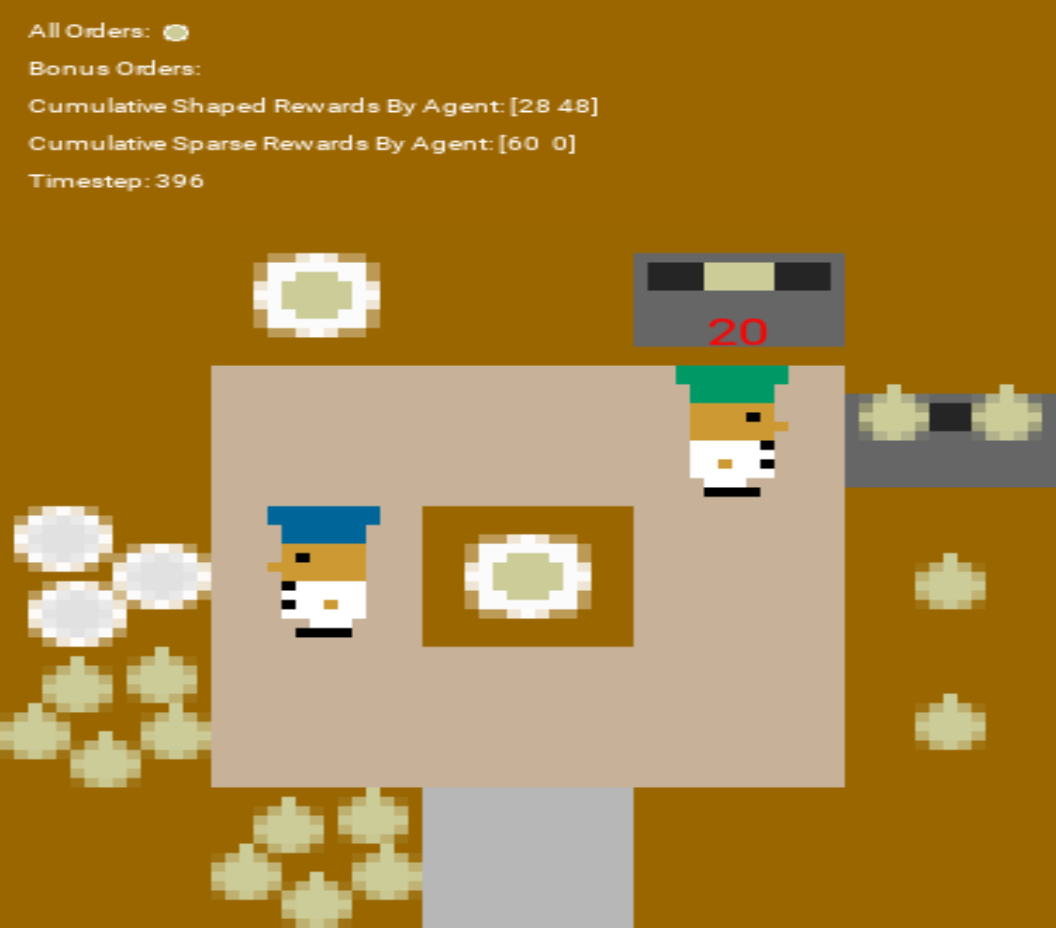 All Orders:
Bonus Orders:
Cumulative Shaped Rewards By Agent: [28 48]
Cumulative Sparse Rewards By Agent: [60 0]
Timestep: 396
20